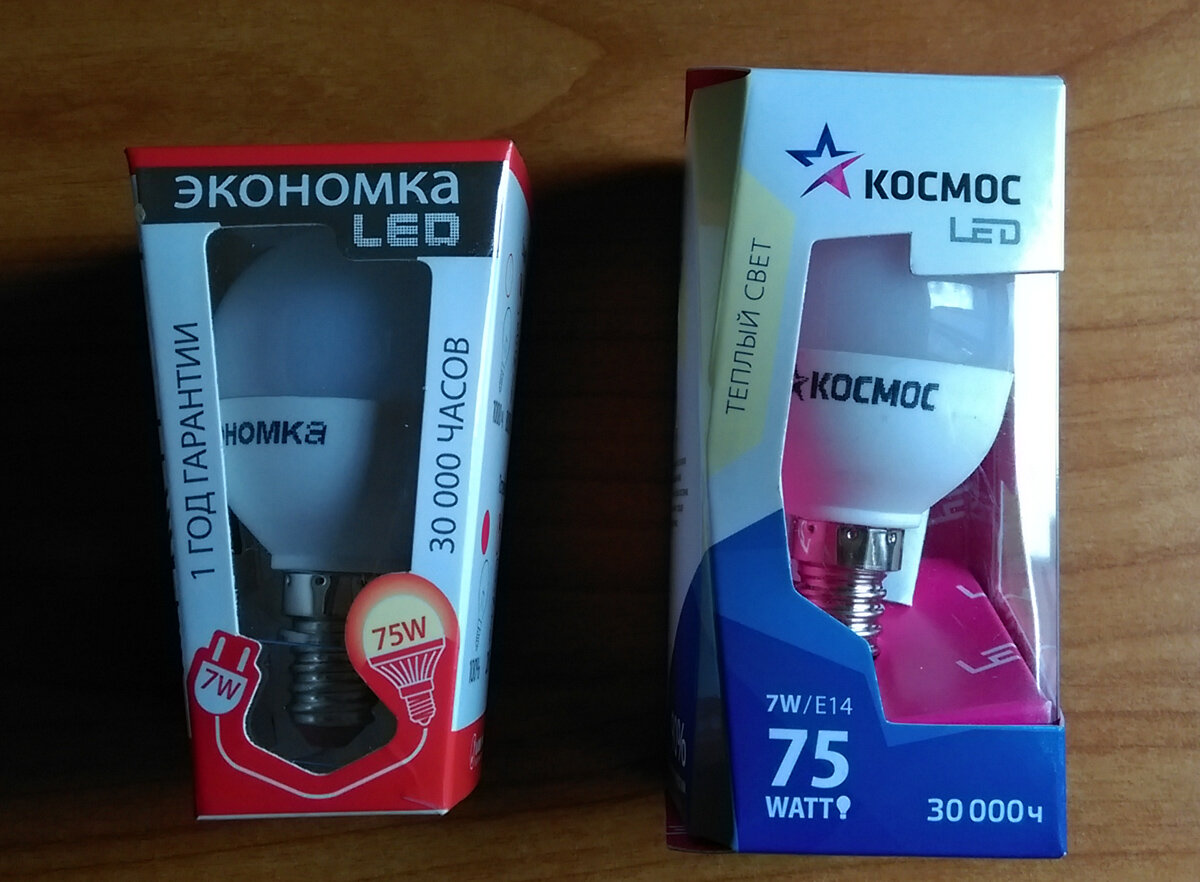 ЭКОНОМКА
LED
1 ГОД ГАРАНТИИ
30 000 ЧАСОВ
НОМКА
75W
7W
КОСМОС
LED
ТЕПЛЫЙ СВЕТ
КОСМОС
7W/E14
75
WATT
30 000 Ч